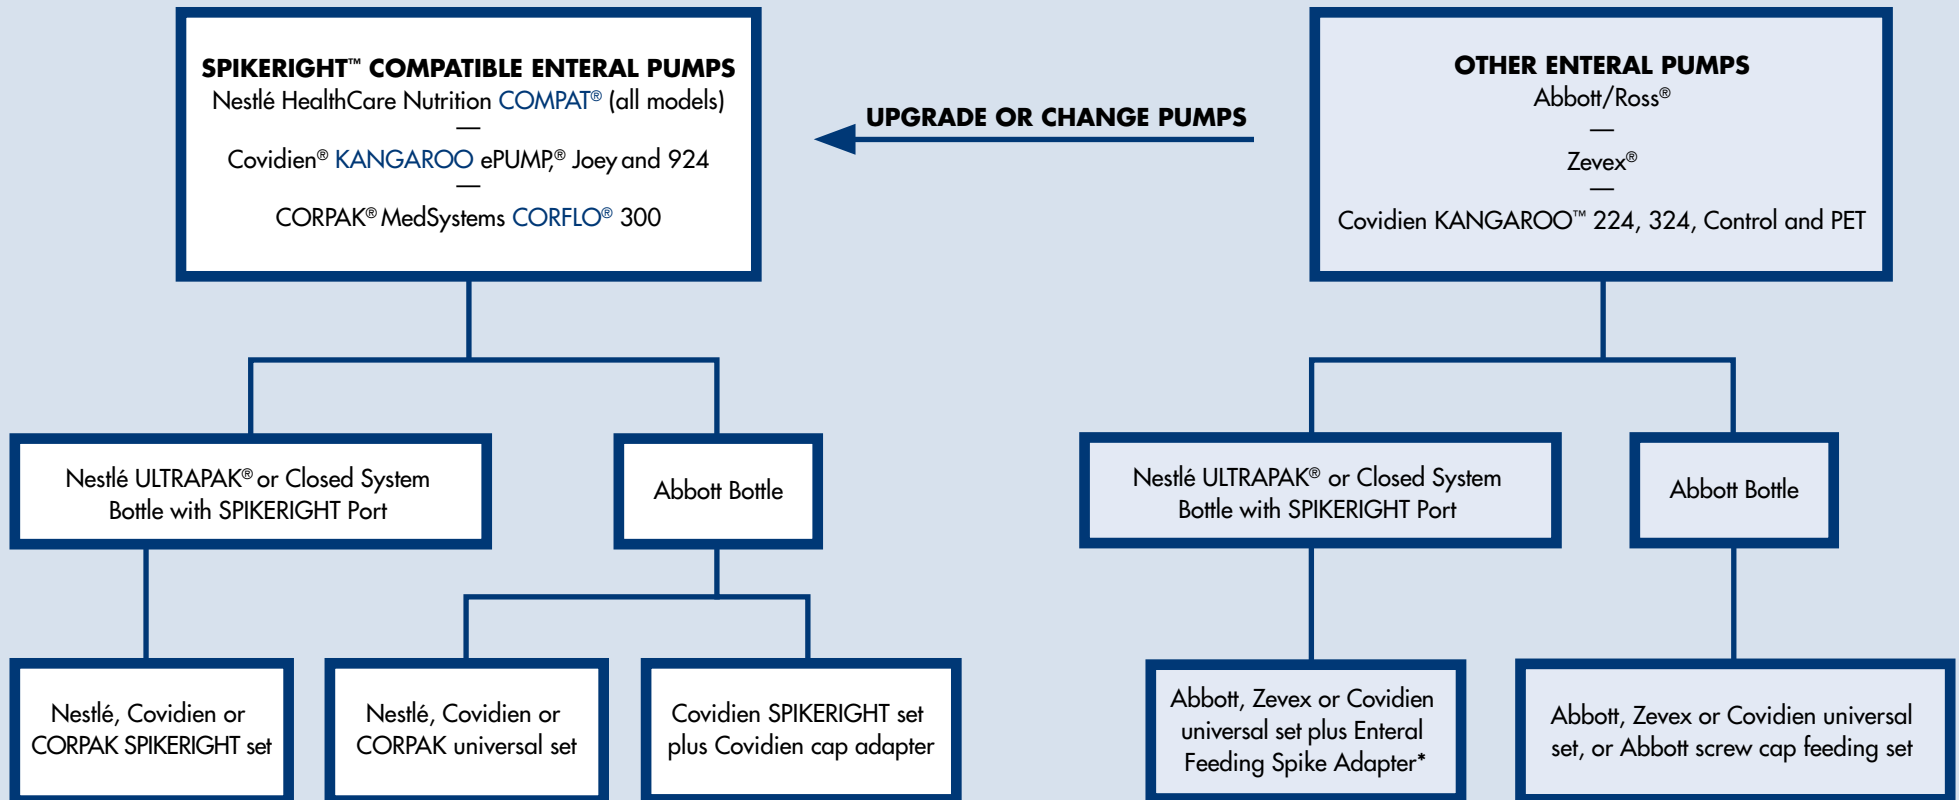 SPIKERIGHT™ COMPATIBLE ENTERAL PUMPS
Nestlé HealthCare Nutrition COMPAT® (all models)
—
Covidien® KANGAROO ePUMP,® Joey and 924
—
CORPAK® MedSystems CORFLO® 300
UPGRADE OR CHANGE PUMPS
OTHER ENTERAL PUMPS
Abbott/Ross®
—
Zevex®
—
Covidien KANGAROO™ 224, 324, Control and PET
Nestlé ULTRAPAK® or Closed System
Bottle with SPIKERIGHT Port
Abbott Bottle
Nestlé ULTRAPAK® or Closed System
Bottle with SPIKERIGHT Port
Abbott Bottle
Nestlé, Covidien or
CORPAK SPIKERIGHT set
Nestlé, Covidien or
CORPAK universal set
Covidien SPIKERIGHT set
plus Covidien cap adapter
Abbott, Zevex or Covidien
universal set plus Enteral
Feeding Spike Adapter*
Abbott, Zevex or Covidien universal
set, or Abbott screw cap feeding set